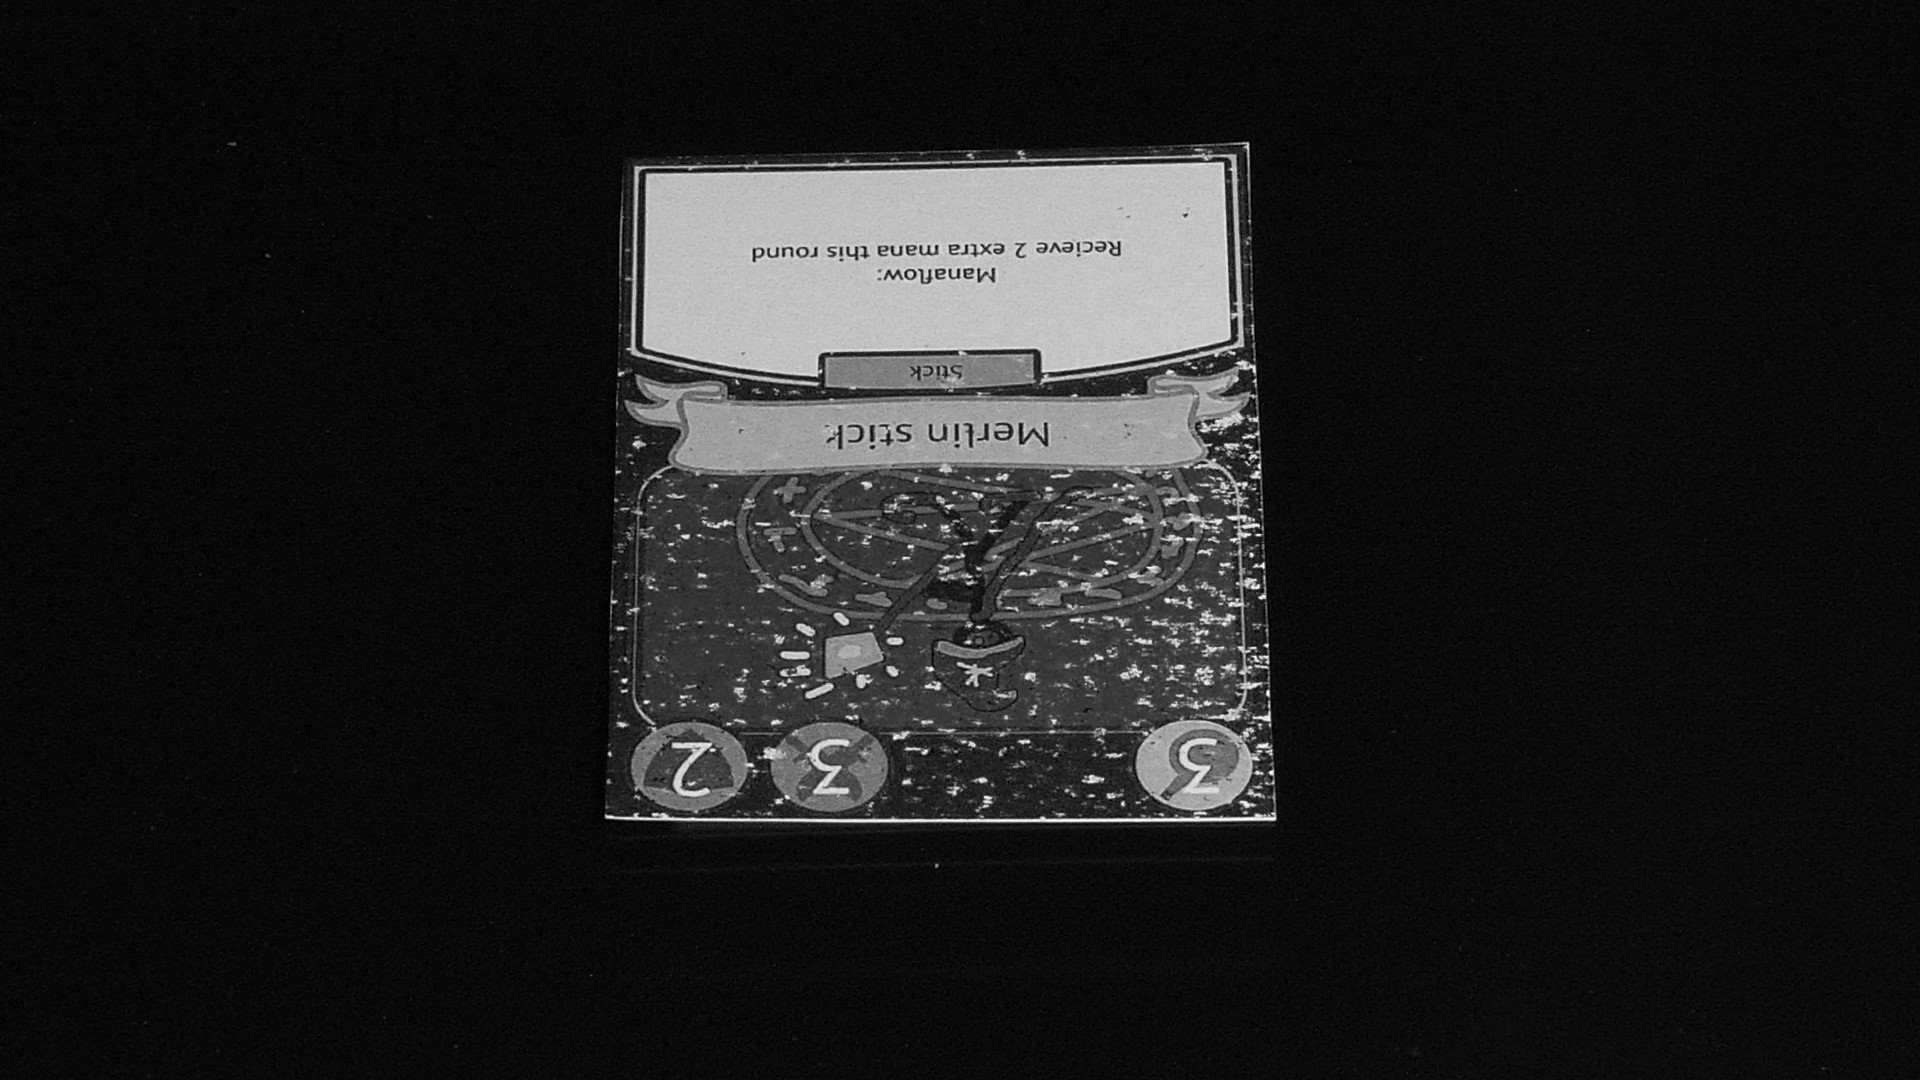 3 3 2
Merlin stick
Stick
Manaflow:
Recieve 2 extra mana this round